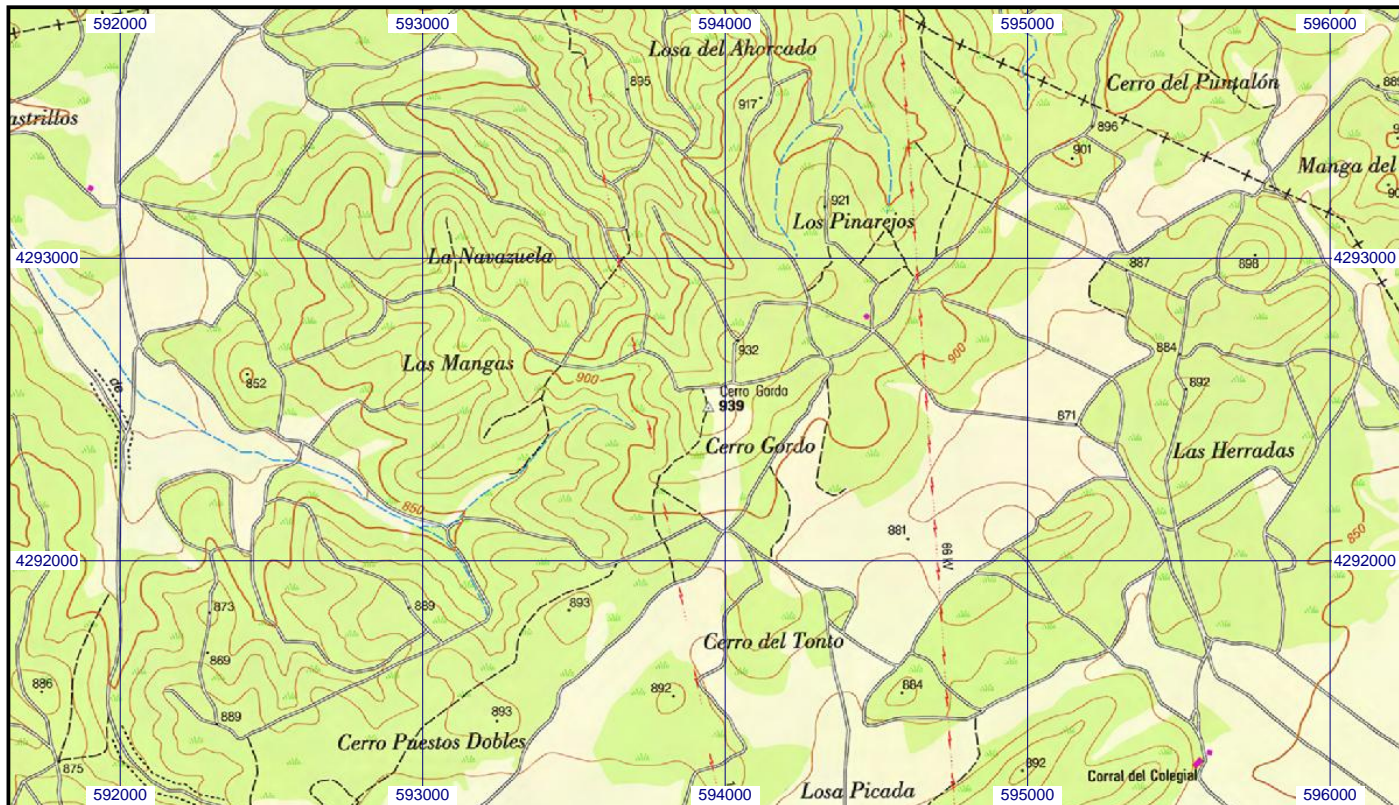 592000
593000
594000
595000
596000
Losa del Ahorcado
895
917
Cerro del Puntalón
889
astrillos
896
901
Manga del
921
Los Pinarejos
4293000
La Navazuela
887
898
4293000
932
884
Las Mangas
900
900
852
de
Cerro Gordo
939
892
871
Cerro Gordo
Las Herradas
850
881
850
4292000
4292000
66 kV
873
889
893
Cerro del Tonto
869
886
892
884
889
893
Cerro Puestos Dobles
875
892
Corral del Colegial
Losa Picada
592000
593000
594000
595000
596000